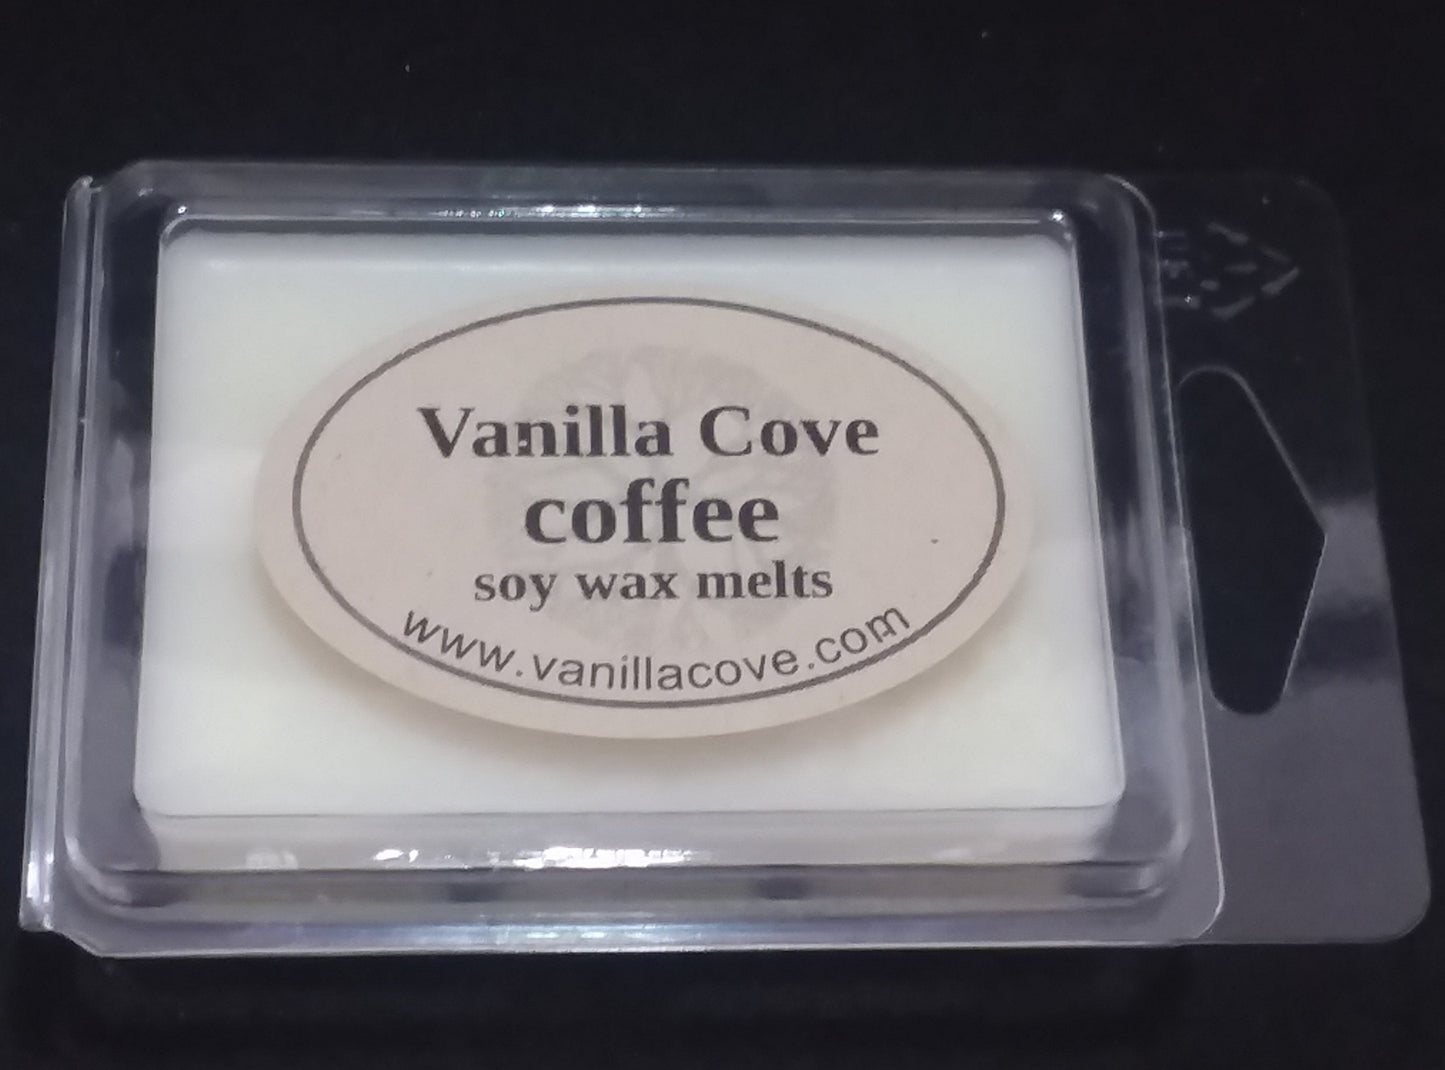 Vanilla Cove
coffee
soy wax melts
www.vanillacove.com